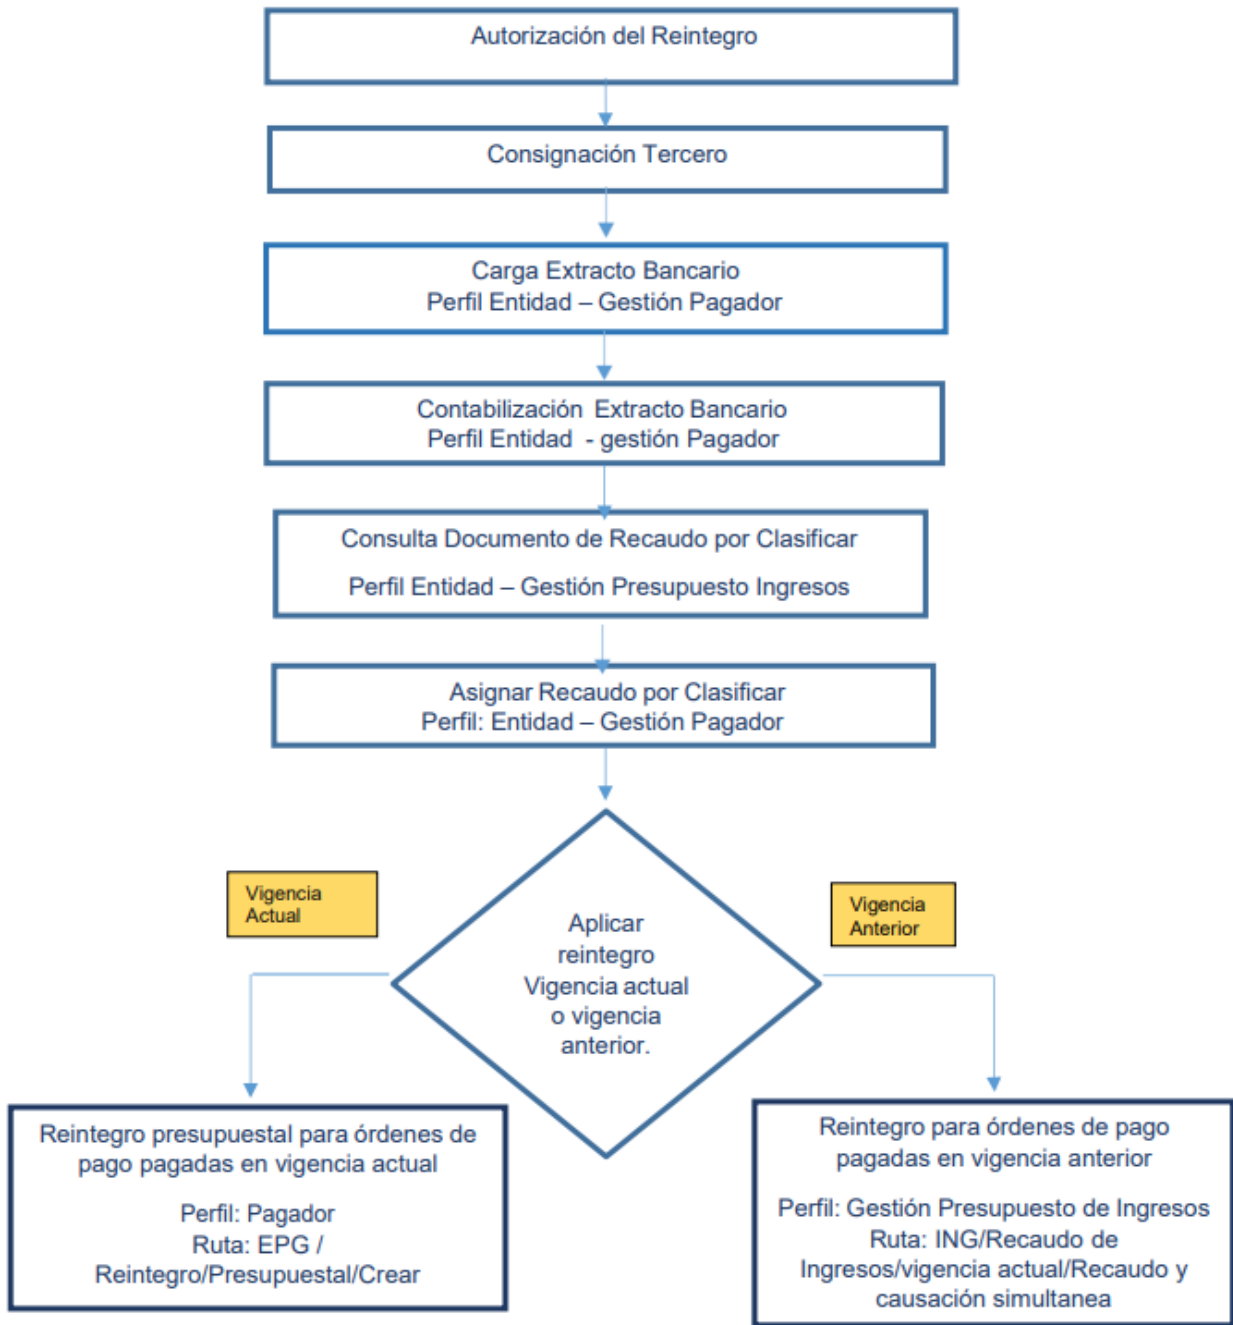 Autorización del Reintegro
Consignación Tercero
Carga Extracto Bancario
Perfil Entidad – Gestión Pagador
Contabilización Extracto Bancario
Perfil Entidad - gestión Pagador
Consulta Documento de Recaudo por Clasificar
Perfil Entidad – Gestión Presupuesto Ingresos
Asignar Recaudo por Clasificar
Perfil: Entidad – Gestión Pagador
Vigencia
Actual
Aplicar
reintegro
Vigencia actual
o vigencia
anterior.
Vigencia
Anterior
Reintegro presupuestal para órdenes de
pago pagadas en vigencia actual
Perfil: Pagador
Ruta: EPG /
Reintegro/Presupuestal/Crear
Reintegro para órdenes de pago
pagadas en vigencia anterior
Perfil: Gestión Presupuesto de Ingresos
Ruta: ING/Recaudo de
Ingresos/vigencia actual/Recaudo y
causación simultanea